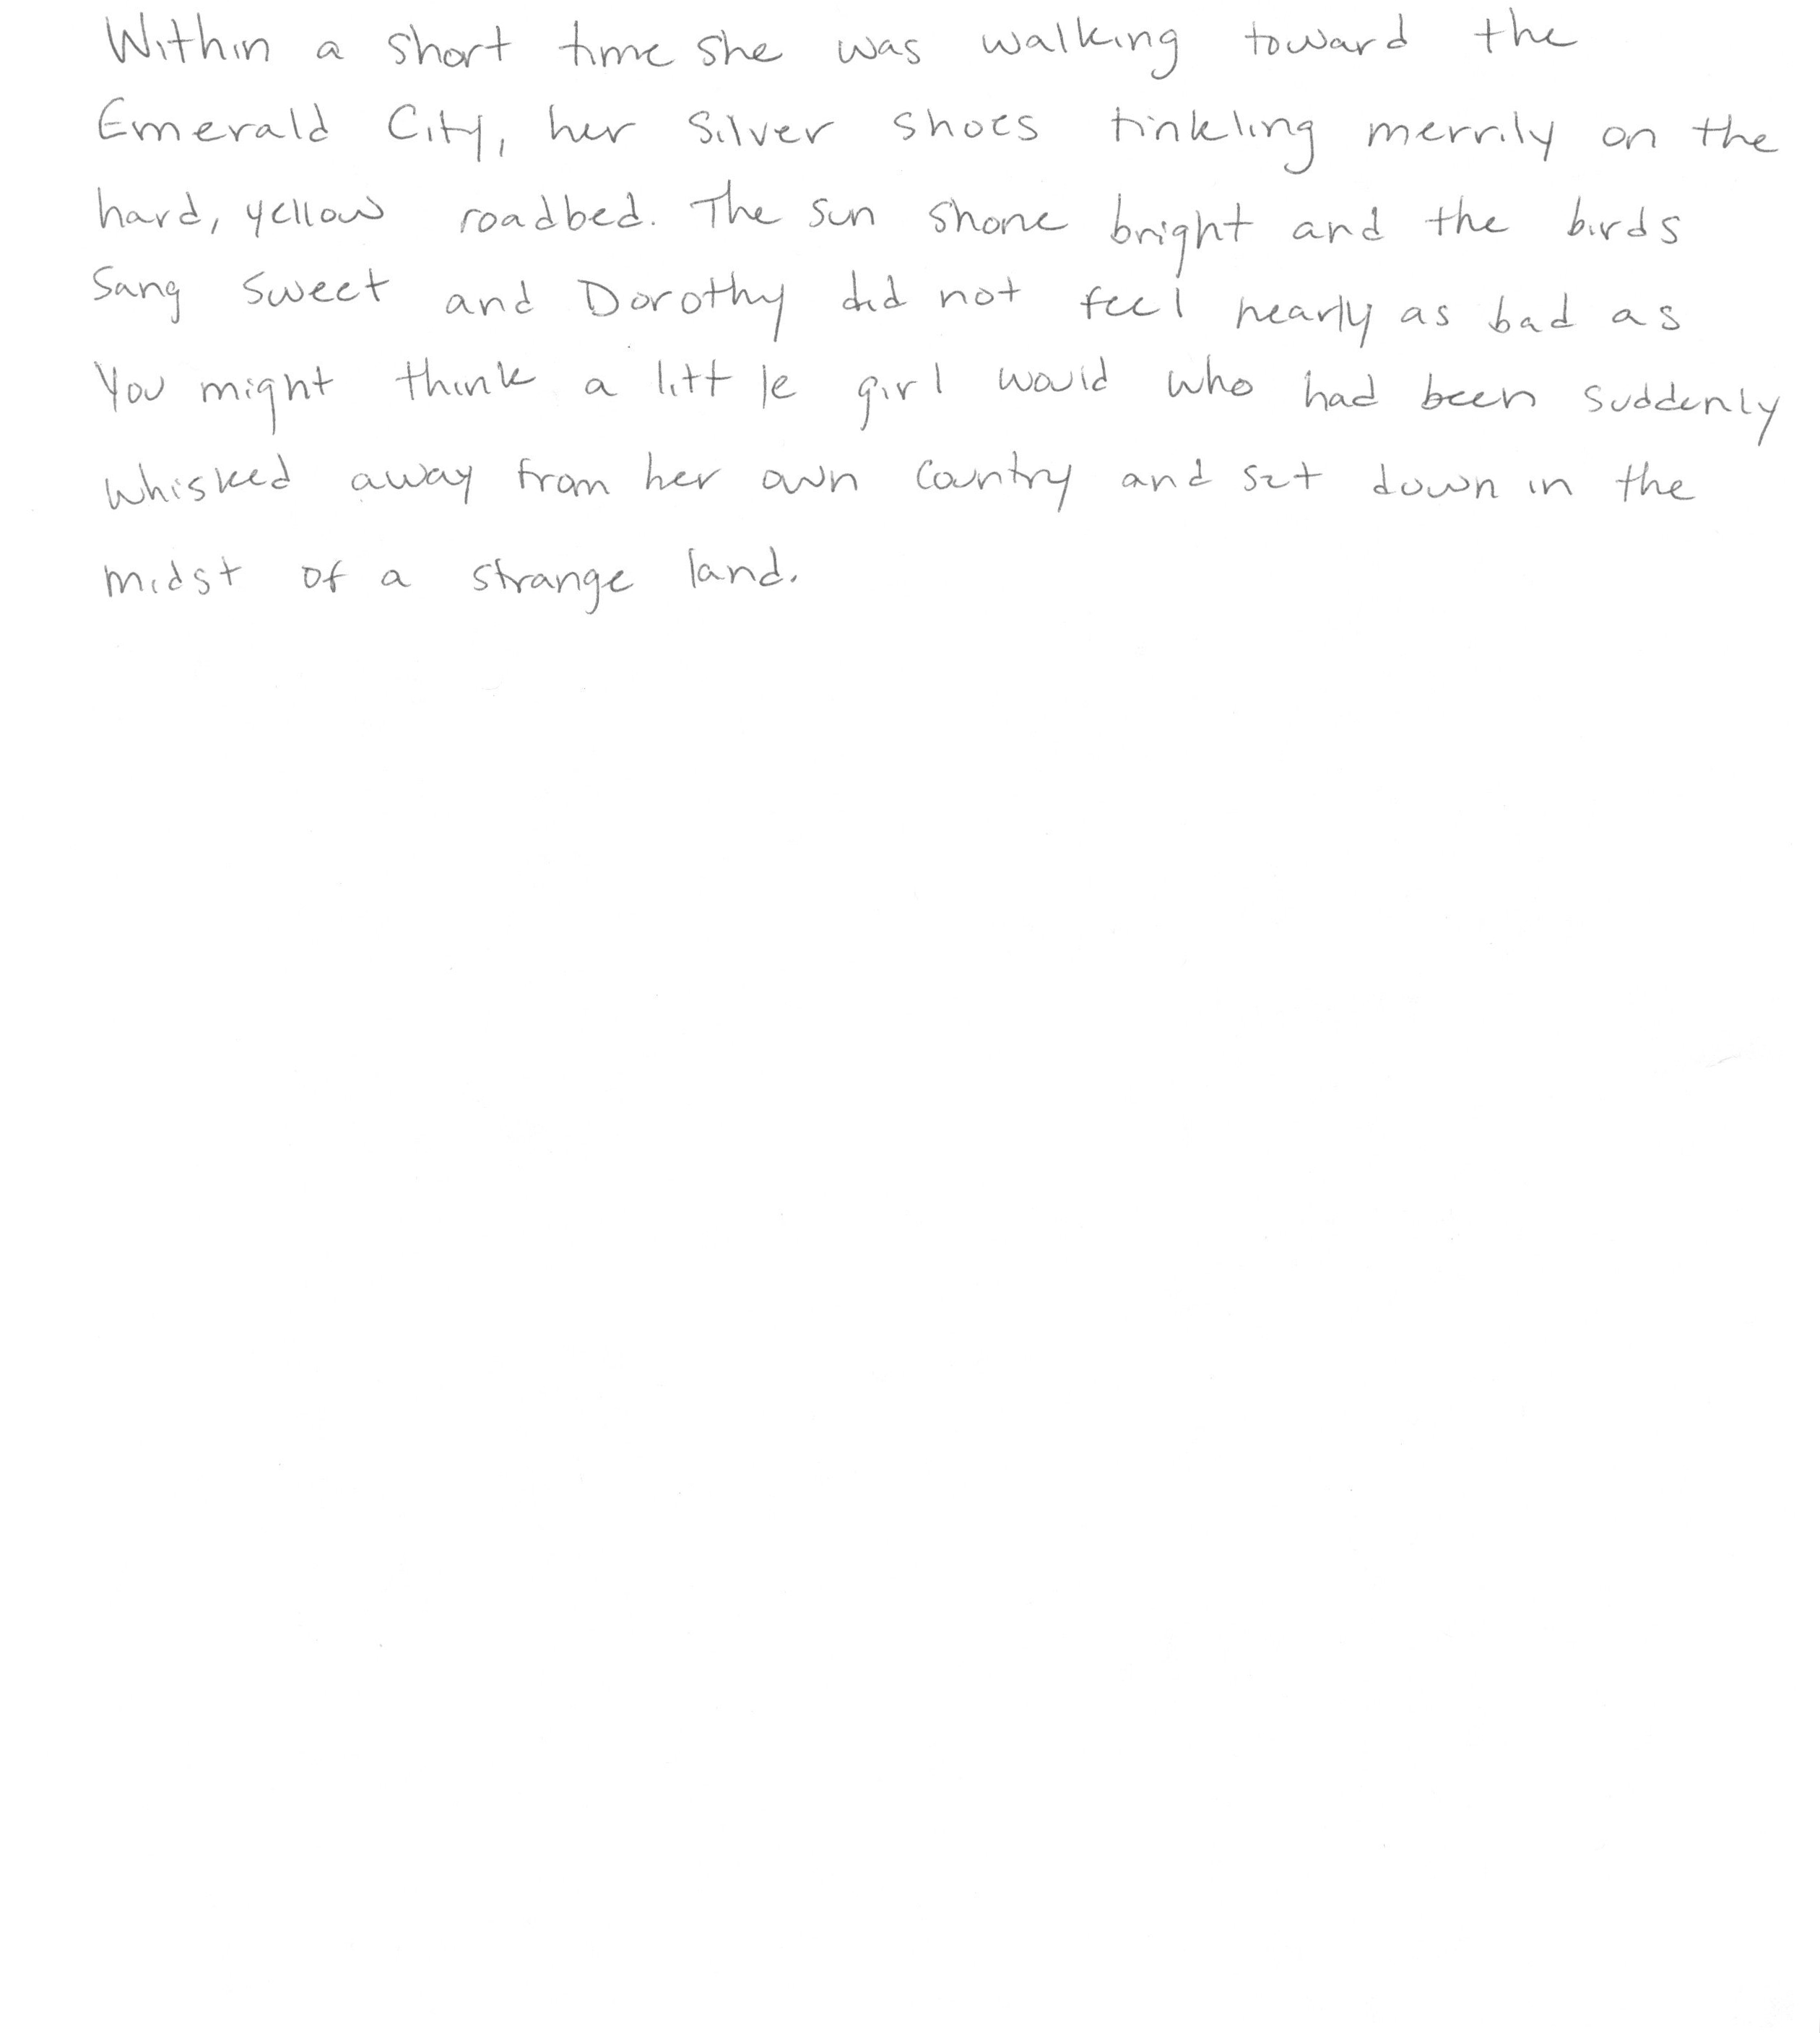 Within a short time she was walking toward the
Emerald City, her silver shoes tinkling merrily on the
hard, yellow roadbed. The sun shone bright and the birds
sang sweet and Dorothy did not feel nearly as bad as
you might think a little girl would who had been suddenly
whisked away from her own country and set down in the
midst of a strange land.